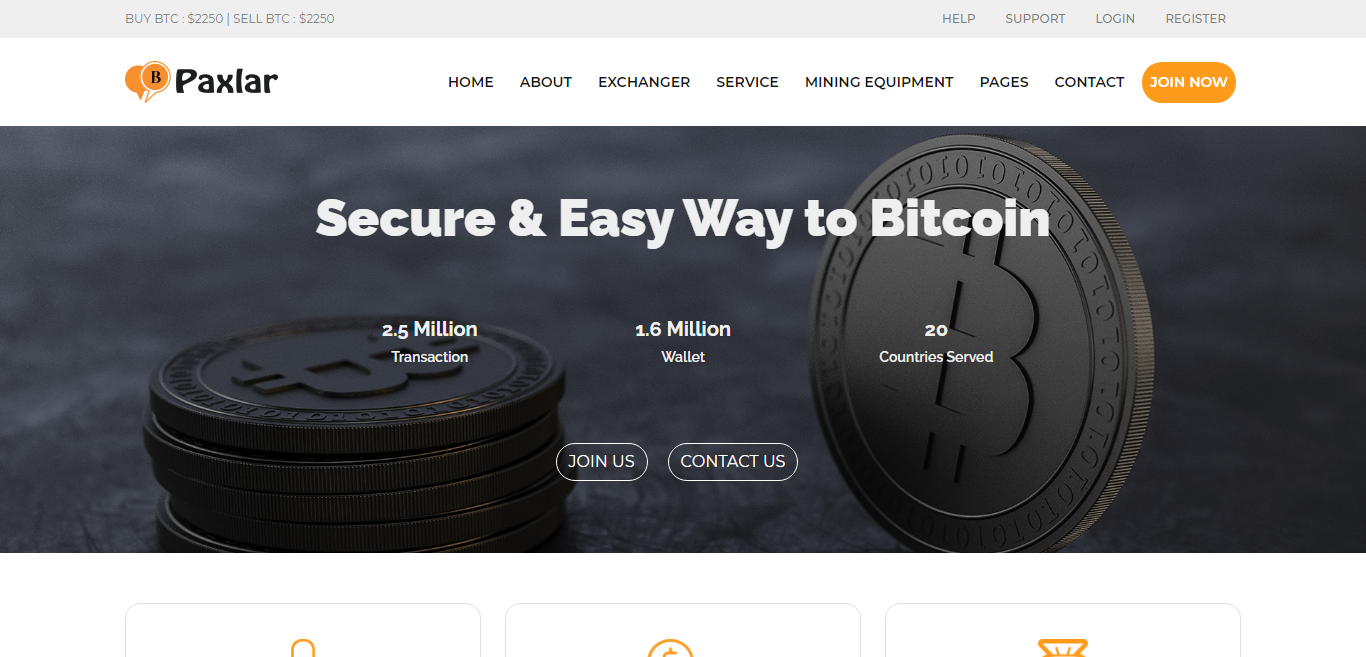 BUY BTC : $2250 | SELL BTC : $2250
HELP SUPPORT LOGIN REGISTER
B Paxlar
HOME ABOUT EXCHANGER SERVICE MINING EQUIPMENT PAGES CONTACT JOIN NOW
Secure & Easy Way to Bitcoin
2.5 Million 1.6 Million 20
Transaction Wallet Countries Served
JOIN US CONTACT US